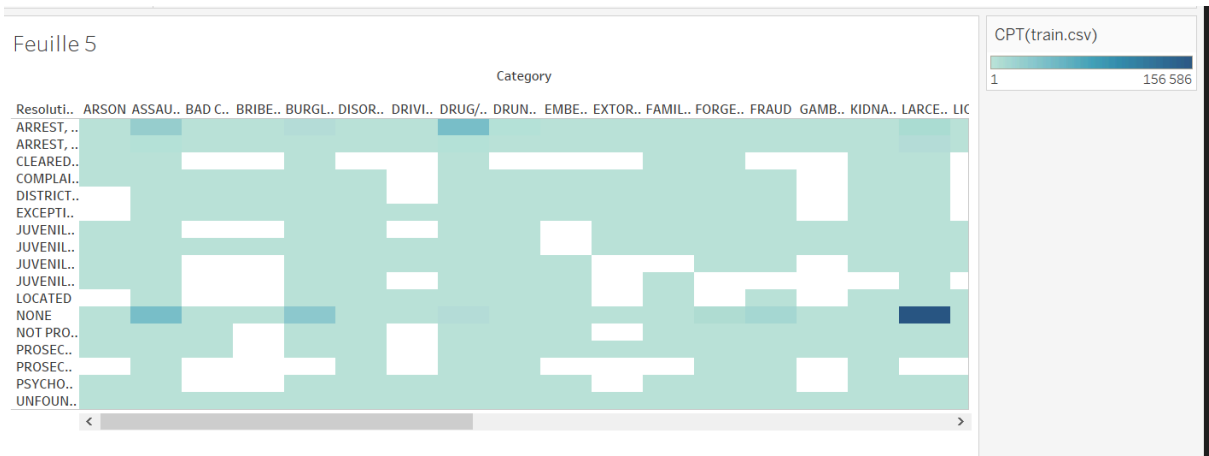 Feuille 5
CPT(train.csv)
1 156 586
Category
Resoluti.. ARSON ASSAU.. BAD C.. BRIBE.. BURGL.. DISOR.. DRIVI.. DRUG/.. DRUN.. EMBE.. EXTOR.. FAMIL.. FORGE.. FRAUD GAMB.. KIDNA.. LARCE.. LIC
ARREST, ..
ARREST, ..
CLEARED..
COMPLAI..
DISTRICT..
EXCEPTI..
JUVENIL..
JUVENIL..
JUVENIL..
JUVENIL..
LOCATED
NONE
NOT PRO..
PROSEC..
PROSEC..
PSYCHO..
UNFOUN..